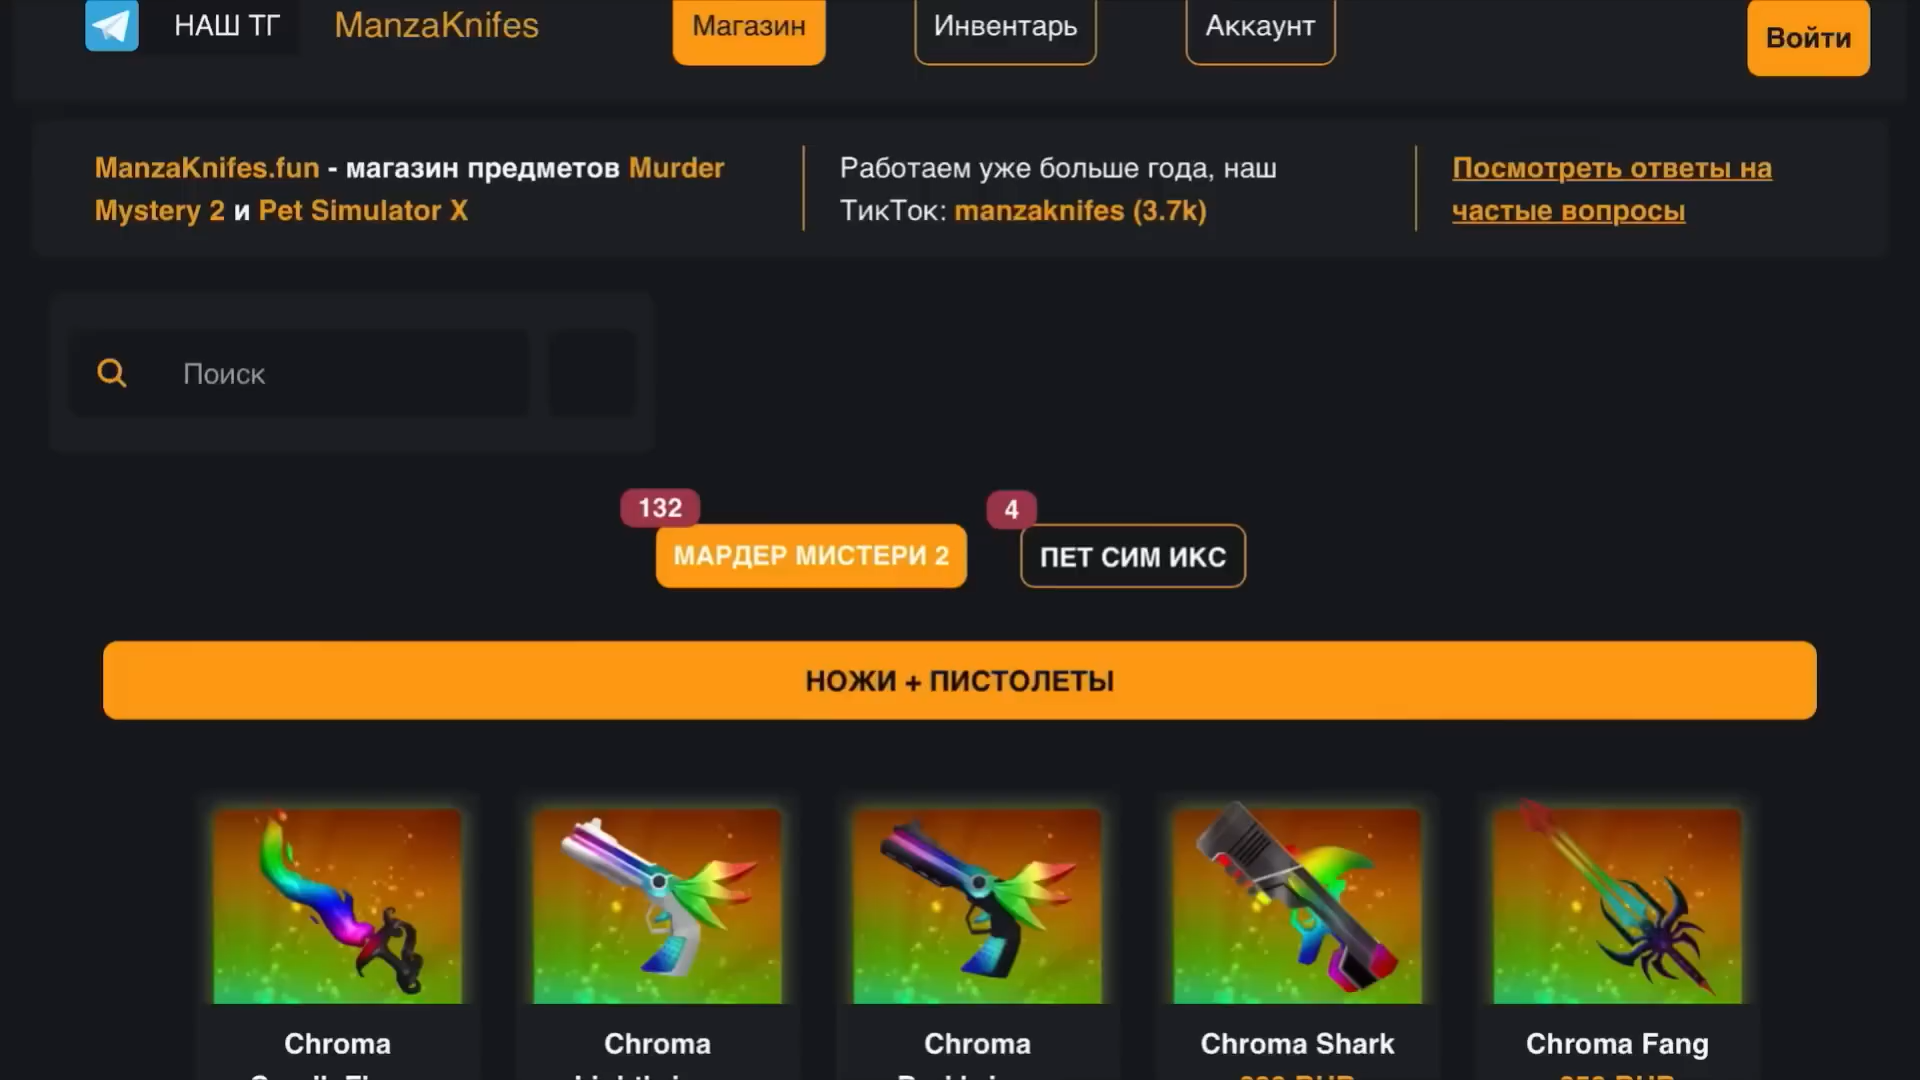 НАШ ТГ
ManzaKnifes
Магазин
Инвентарь
Аккаунт
Войти
ManzaKnifes.fun - магазин предметов Murder
Mystery 2 и Pet Simulator X
Работаем уже больше года, наш
ТикТок: manzaknifes (3.7k)
Посмотреть ответы на
частые вопросы
Поиск
132
МАРДЕР МИСТЕРИ 2
4
ПЕТ СИМ ИКС
НОЖИ + ПИСТОЛЕТЫ
Chroma
Chroma
Chroma
Chroma Shark
Chroma Fang